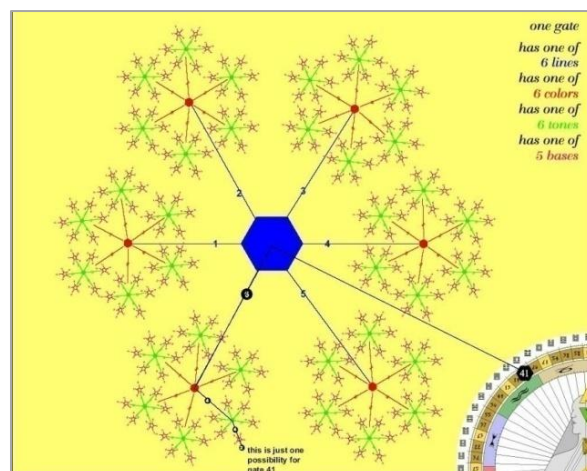 one gate
has one of
6 lines
has one of
6 colors
has one of
6 tones
has one of
5 bases
2
3
1
4
5
41
this is just one
possibility for
gate 41